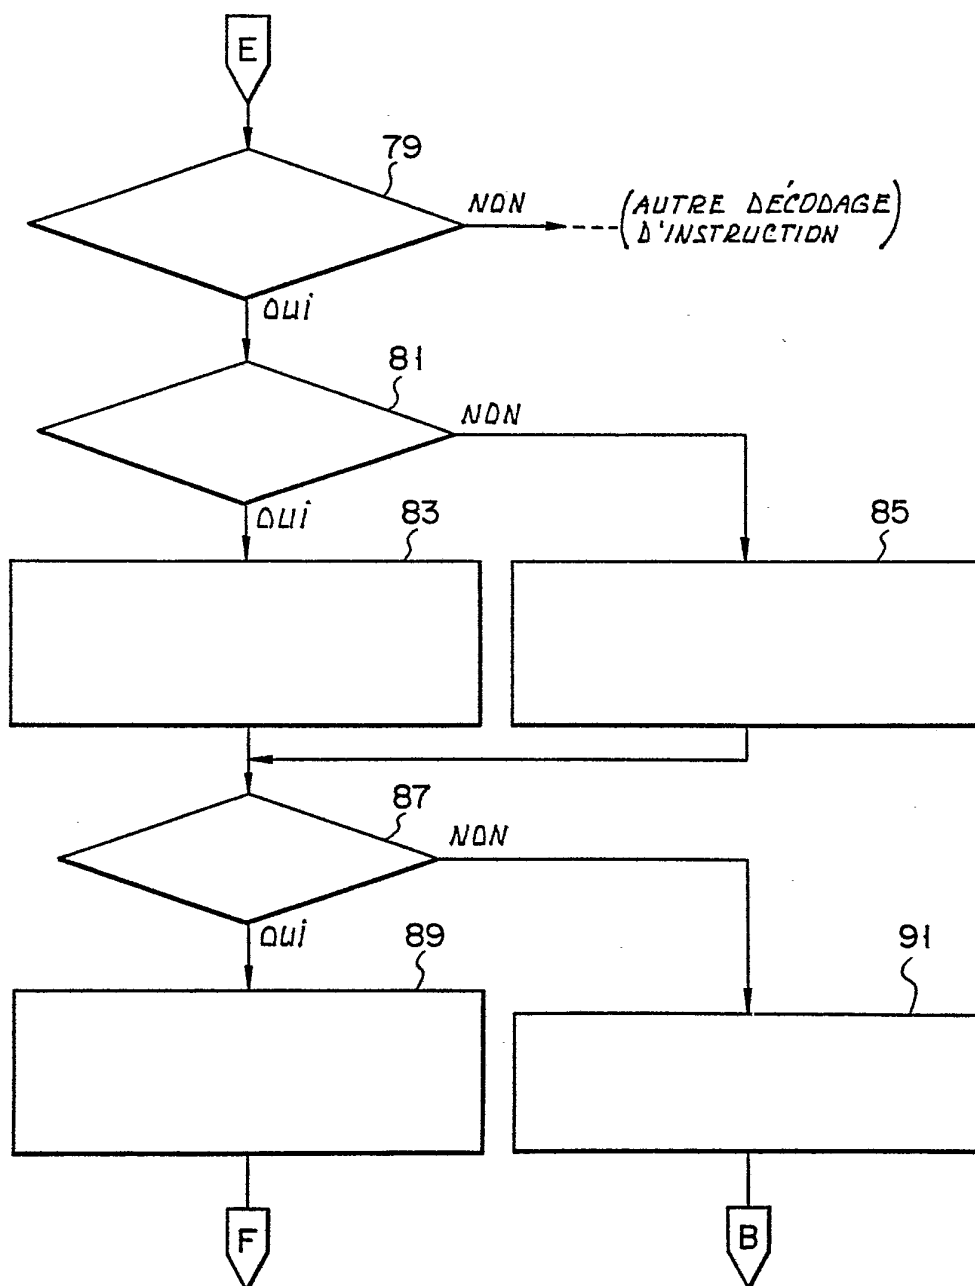 E
79
NON
(AUTRE DÉCODAGE)
D'INSTRUCTION
OUi
81
NON
OUi
83
85
87
NON
OUi
89
91
F
B